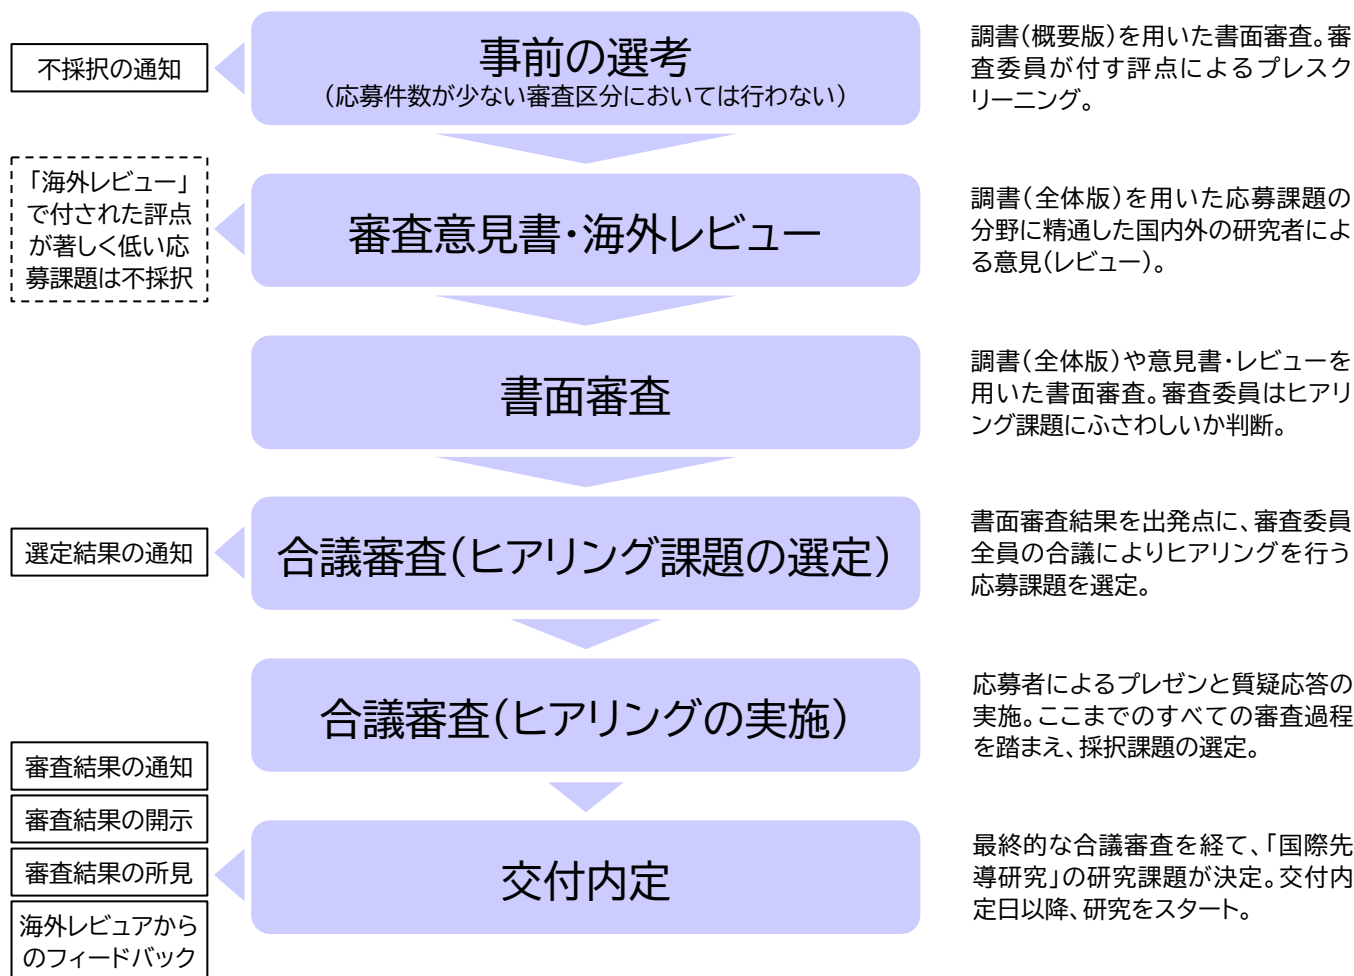 不採択の通知
事前の選考
（応募件数が少ない審査区分においては行わない）
調書（概要版）を用いた書面審査。審
査委員が付す評点によるプレスク
リーニング。
「海外レビュー」
で付された評点
が著しく低い応
募課題は不採択
審査意見書・海外レビュー
調書（全体版）を用いた応募課題の
分野に精通した国内外の研究者によ
る意見（レビュー）。
書面審査
調書（全体版）や意見書・レビューを
用いた書面審査。審査委員はヒアリ
ング課題にふさわしいか判断。
選定結果の通知
合議審査（ヒアリング課題の選定）
書面審査結果を出発点に、審査委員
全員の合議によりヒアリングを行う
応募課題を選定。
合議審査（ヒアリングの実施）
応募者によるプレゼンと質疑応答の
実施。ここまでのすべての審査過程
を踏まえ、採択課題の選定。
審査結果の通知
審査結果の開示
審査結果の所見
海外レビュアから
のフィードバック
交付内定
最終的な合議審査を経て、「国際先
導研究」の研究課題が決定。交付内
定日以降、研究をスタート。